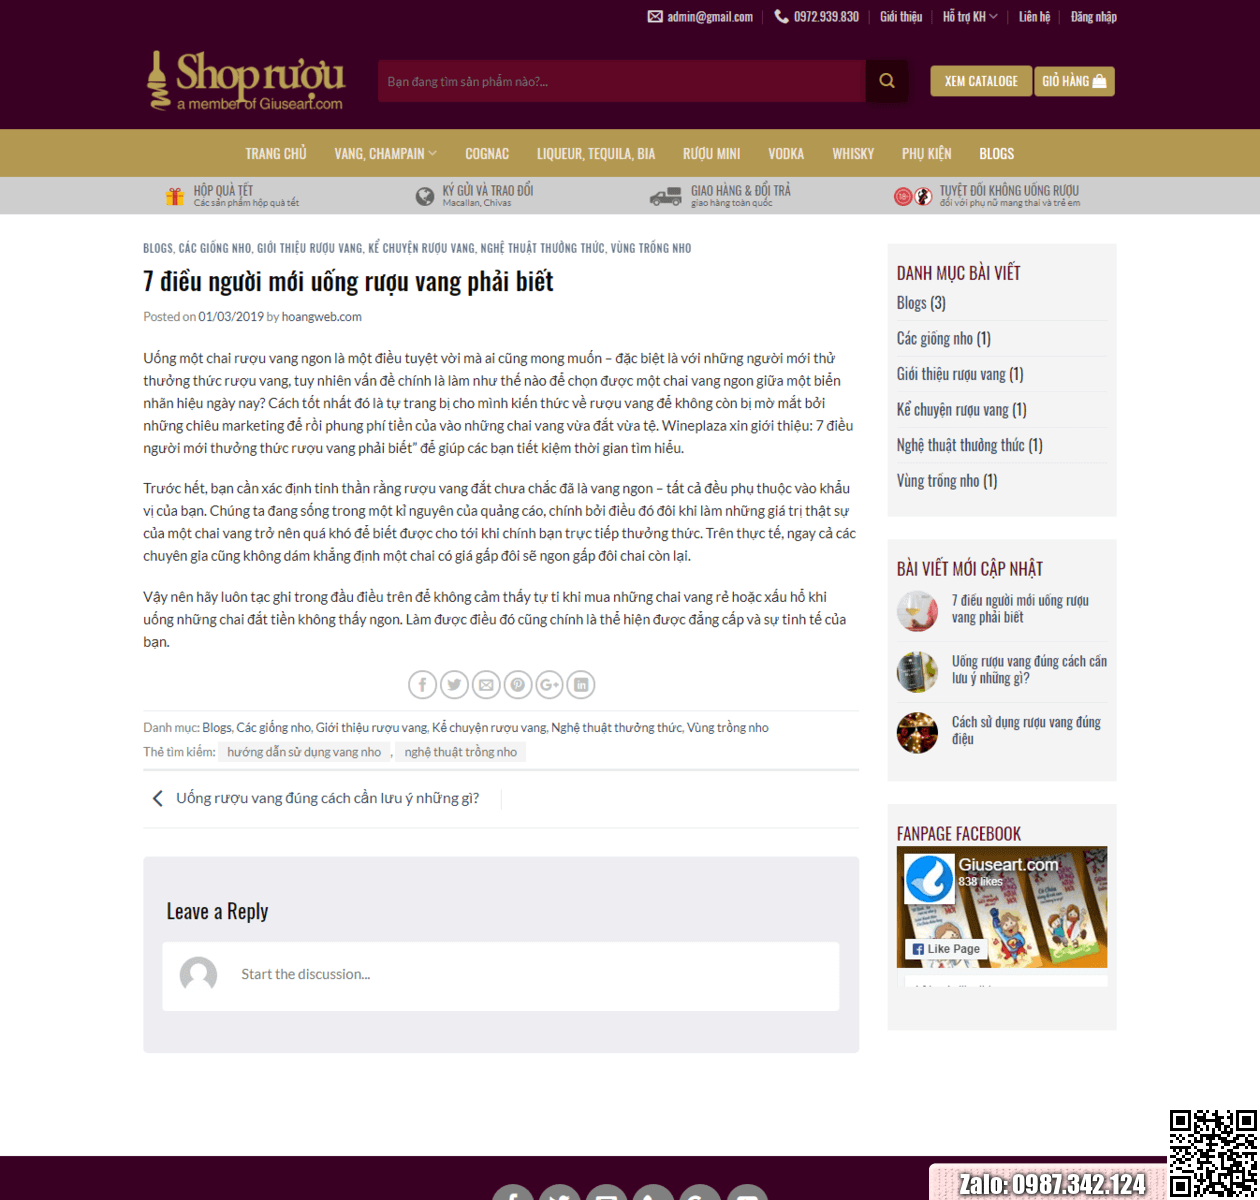 admin@gmail.com
0972.939.830
Giới thiệu
Hỗ trợ KH
Liên hệ
Đăng nhập
Shop rượu
a member of Giuseart.com
Bạn đang tìm sản phẩm nào?...
XEM CATALOGE
GIỎ HÀNG
TRANG CHỦ
VANG, CHAMPAIN
COGNAC
LIQUEUR, TEQUILA, BIA
RƯỢU MINI
VODKA
WHISKY
PHỤ KIỆN
BLOGS
HỘP QUÀ TẾT
Các sản phẩm hộp quà tết
KÝ GỬI VÀ TRAO ĐỔI
Macallan, Chivas
GIAO HÀNG & ĐỔI TRẢ
giao hàng toàn quốc
TUYỆT ĐỐI KHÔNG UỐNG RƯỢU
đối với phụ nữ mang thai và trẻ em
BLOGS, CÁC GIỐNG NHO, GIỚI THIỆU RƯỢU VANG, KỂ CHUYỆN RƯỢU VANG, NGHỆ THUẬT THƯỞNG THỨC, VÙNG TRỒNG NHO
7 điều người mới uống rượu vang phải biết
Posted on 01/03/2019 by hoangweb.com
Uống một chai rượu vang ngon là một điều tuyệt vời mà ai cũng mong muốn – đặc biệt là với những người mới thử
thưởng thức rượu vang, tuy nhiên vấn đề chính là làm như thế nào để chọn được một chai vang ngon giữa một biển
nhãn hiệu ngày nay? Cách tốt nhất đó là tự trang bị cho mình kiến thức về rượu vang để không còn bị mờ mắt bởi
những chiêu marketing để rồi phung phí tiền của vào những chai vang vừa đắt vừa tệ. Wineplaza xin giới thiệu: 7 điều
người mới thưởng thức rượu vang phải biết” để giúp các bạn tiết kiệm thời gian tìm hiểu.
Trước hết, bạn cần xác định tinh thần rằng rượu vang đắt chưa chắc đã là vang ngon – tất cả đều phụ thuộc vào khẩu
vị của bạn. Chúng ta đang sống trong một kỉ nguyên của quảng cáo, chính bởi điều đó đôi khi làm những giá trị thật sự
của một chai vang trở nên quá khó để biết được cho tới khi chính bạn trực tiếp thưởng thức. Trên thực tế, ngay cả các
chuyên gia cũng không dám khẳng định một chai có giá gấp đôi sẽ ngon gấp đôi chai còn lại.
Vậy nên hãy luôn tạc ghi trong đầu điều trên để không cảm thấy tự ti khi mua những chai vang rẻ hoặc xấu hổ khi
uống những chai đắt tiền không thấy ngon. Làm được điều đó cũng chính là thể hiện được đẳng cấp và sự tinh tế của
bạn.
Danh mục: Blogs, Các giống nho, Giới thiệu rượu vang, Kể chuyện rượu vang, Nghệ thuật thưởng thức, Vùng trồng nho
Thẻ tìm kiếm: hướng dẫn sử dụng vang nho , nghệ thuật trồng nho
Uống rượu vang đúng cách cần lưu ý những gì?
Leave a Reply
Start the discussion...
DANH MỤC BÀI VIẾT
Blogs (3)
Các giống nho (1)
Giới thiệu rượu vang (1)
Kể chuyện rượu vang (1)
Nghệ thuật thưởng thức (1)
Vùng trồng nho (1)
BÀI VIẾT MỚI CẬP NHẬT
7 điều người mới uống rượu
vang phải biết
Uống rượu vang đúng cách cần
lưu ý những gì?
Cách sử dụng rượu vang đúng
điệu
FANPAGE FACEBOOK
Giuseart.com
838 likes
Like Page
Zalo: 0987.342.124